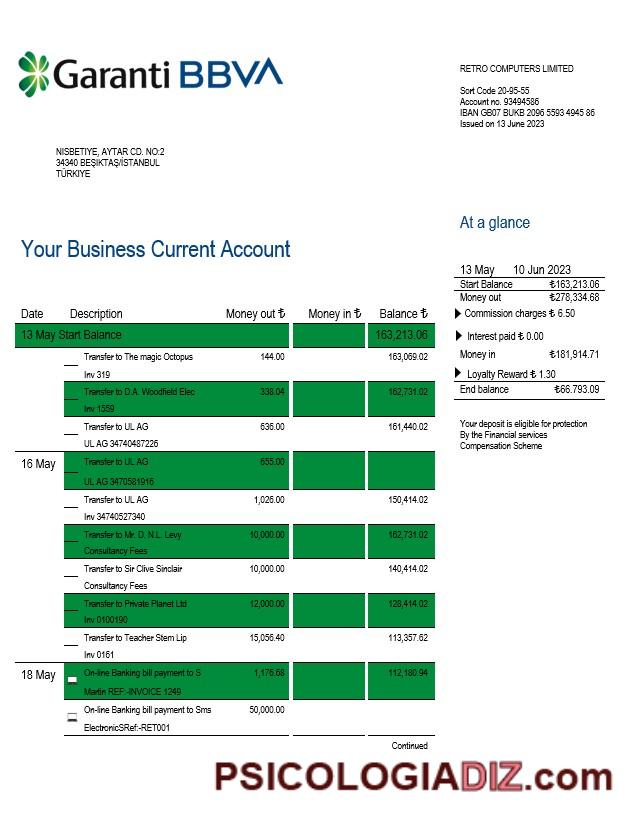 Garanti BBVA
RETRO COMPUTERS LIMITED
Sort Code 20-95-55
Account no. 93494586
IBAN GB07 BUKB 2096 5593 4945 86
Issued on 13 June 2023
NISBETIYE, AYTAR CD. NO:2
34340 BEŞIKTAŞ/İSTANBUL
TÜRKIYE
At a glance
Your Business Current Account
13 May 10 Jun 2023
Start Balance ₺163,213.06
Money out ₺278,334.68
Commission charges ₺ 6.50
Interest paid ₺ 0.00
Money in ₺181,914.71
Loyalty Reward ₺ 1.30
End balance ₺66.793.09
Your deposit is eligible for protection
By the Financial services
Compensation Scheme
Date Description Money out ₺ Money in ₺ Balance ₺
13 May Start Balance 163,213.06
Transfer to The magic Octopus 144.00 163,069.02
Inv 319
Transfer to D.A. Woodfield Elec 338.04 162,731.02
Inv 1559
Transfer to UL AG 636.00 161,440.02
UL AG 34740487226
16 May Transfer to UL AG 655.00
UL AG 3470581916
Transfer to UL AG 1,026.00 150,414.02
Inv 34740527340
Transfer to Mr. D. N.L. Levy 10,000.00 162,731.02
Consultancy Fees
Transfer to Sir Clive Sinclair 10,000.00 140,414.02
Consultancy Fees
Transfer to Private Planet Ltd 12,000.00 128,414.02
Inv 0100190
Transfer to Teacher Stem Lip 15,056.40 113,357.62
Inv 0161
18 May On-line Banking bill payment to S 1,176.68 112,180.94
Martin REF:-INVOICE 1249
On-line Banking bill payment to Sms 50,000.00
ElectronicSRef:-RET001
Continued
PSICOLOGIADIZ.com